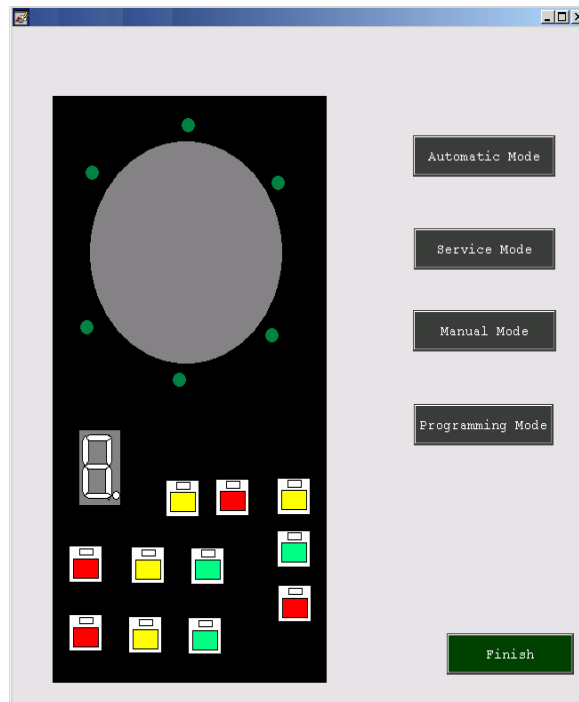 Automatic Mode
Service Mode
Manual Mode
Programming Mode
Finish